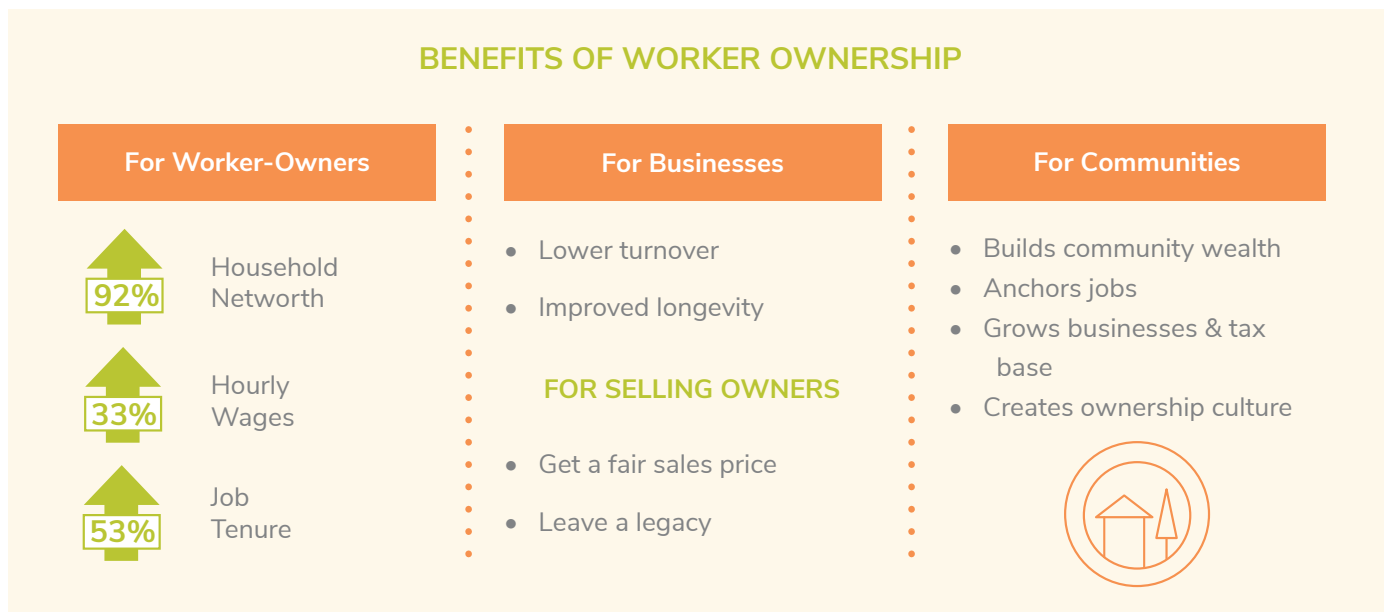 BENEFITS OF WORKER OWNERSHIP
For Worker-Owners
92%
Household
Networth
33%
Hourly
Wages
53%
Job
Tenure
For Businesses
• Lower turnover
• Improved longevity
FOR SELLING OWNERS
• Get a fair sales price
• Leave a legacy
For Communities
• Builds community wealth
• Anchors jobs
• Grows businesses & tax
base
• Creates ownership culture